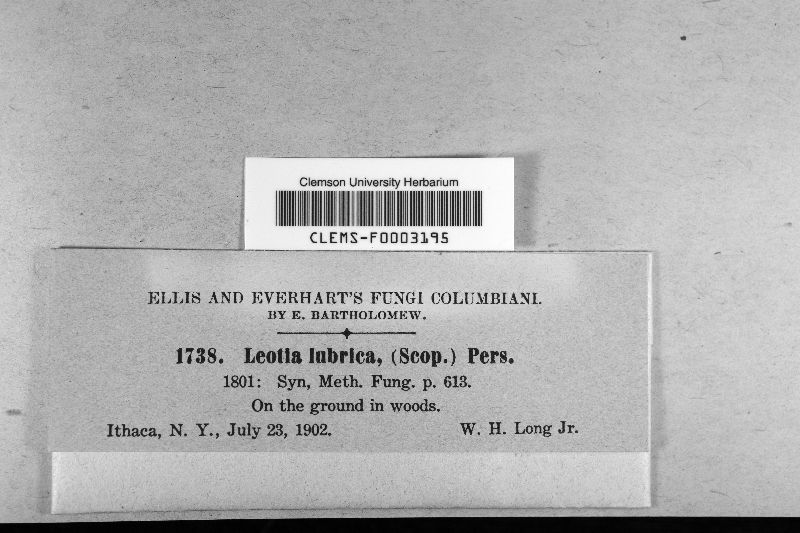 Clemson University Herbarium
CLEMS-F0003195
ELLIS AND EVERHART'S FUNGI COLUMBIANI.
BY E. BARTHOLOMEW.
1738. Leotia lubrica, (Scop.) Pers.
1801: Syn, Meth. Fung. p. 613.
On the ground in woods.
Ithaca, N. Y., July 23, 1902. W. H. Long Jr.